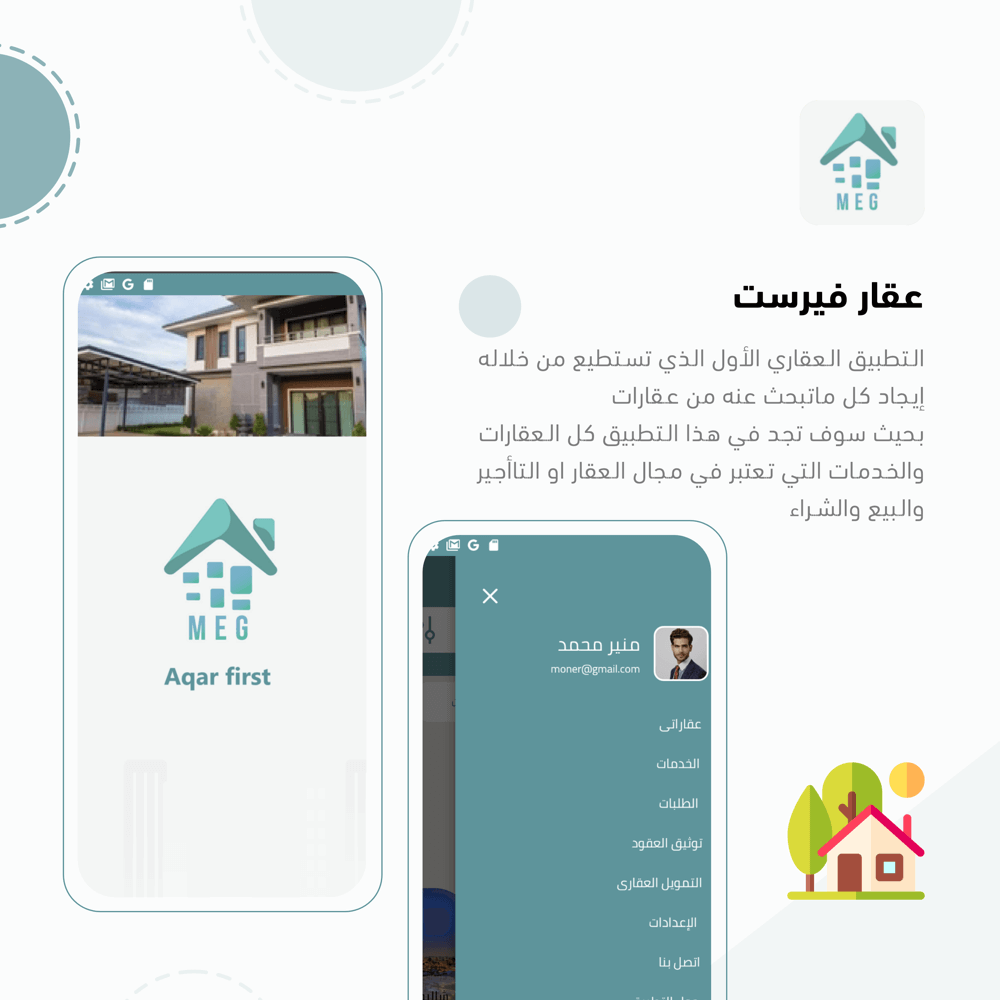 MEG
عقار فيرست
التطبيق العقاري الأول الذي تستطيع من خلاله
إيجاد كل ماتبحث عنه من عقارات
بحيث سوف تجد في هذا التطبيق كل العقارات
والخدمات التي تعتبر في مجال العقار او التاأجير
والبيع والشراء
MEG
Aqar first
منير محمد
moner@gmail.com
عقاراتى
الخدمات
الطلبات
توثيق العقود
التمويل العقارى
الإعدادات
اتصل بنا